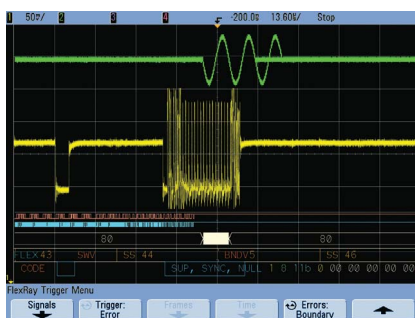 1 50▽/ 2 3 4 -200.0▽ 13.60%/ Stop
80 80
FLEX43 SWV SS 44 BNDV5 SS 46
CODE SUP, SYNC, NULL 1 8 11b 0 00 00 00 00
FlexRay Trigger Menu
Signals Trigger: Error Frames Time Errors: Boundary